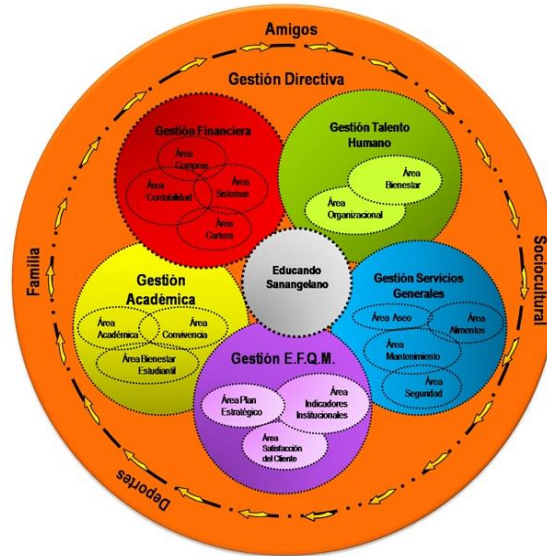 Amigos
Gestión Directiva
Gestión Financiera
Área
Compras
Área
Sistemas
Área
Contabilidad
Área
Cartera
Gestión Talento
Humano
Área
Bienestar
Área
Organizacional
Familia
Sociocultural
Educando
Sanangelano
Gestión
Académica
Área
Académica
Área
Convivencia
Área Bienestar
Estudiantil
Gestión Servicios
Generales
Área Aseo
Área
Alimentos
Área
Mantenimiento
Área
Seguridad
Gestión E.F.Q.M.
Área Plan
Estratégico
Área
Indicadores
Institucionales
Área
Satisfacción
del Cliente
Deportes